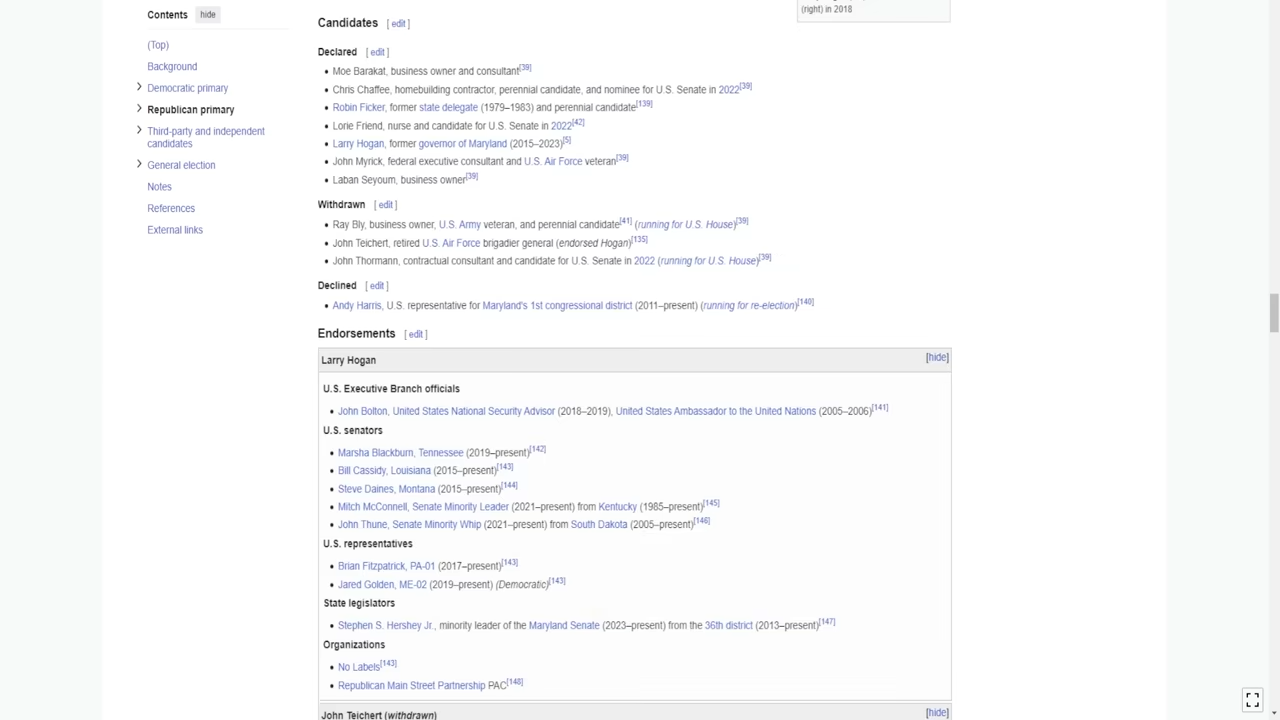 (right) in 2018
Contents hide
(Top)
Background
Democratic primary
Republican primary
Third-party and independent
candidates
General election
Notes
References
External links
Candidates [ edit ]
Declared [ edit ]
• Moe Barakat, business owner and consultant[39]
• Chris Chaffee, homebuilding contractor, perennial candidate, and nominee for U.S. Senate in 2022[39]
• Robin Ficker, former state delegate (1979–1983) and perennial candidate[139]
• Lorie Friend, nurse and candidate for U.S. Senate in 2022[42]
• Larry Hogan, former governor of Maryland (2015–2023)[5]
• John Myrick, federal executive consultant and U.S. Air Force veteran[39]
• Laban Seyoum, business owner[39]
Withdrawn [ edit ]
• Ray Bly, business owner, U.S. Army veteran, and perennial candidate[41] (running for U.S. House)[39]
• John Teichert, retired U.S. Air Force brigadier general (endorsed Hogan)[135]
• John Thormann, contractual consultant and candidate for U.S. Senate in 2022 (running for U.S. House)[39]
Declined [ edit ]
• Andy Harris, U.S. representative for Maryland's 1st congressional district (2011–present) (running for re-election)[140]
Endorsements [ edit ]
Larry Hogan [hide]
U.S. Executive Branch officials
• John Bolton, United States National Security Advisor (2018–2019), United States Ambassador to the United Nations (2005–2006)[141]
U.S. senators
• Marsha Blackburn, Tennessee (2019–present)[142]
• Bill Cassidy, Louisiana (2015–present)[143]
• Steve Daines, Montana (2015–present)[144]
• Mitch McConnell, Senate Minority Leader (2021–present) from Kentucky (1985–present)[145]
• John Thune, Senate Minority Whip (2021–present) from South Dakota (2005–present)[146]
U.S. representatives
• Brian Fitzpatrick, PA-01 (2017–present)[143]
• Jared Golden, ME-02 (2019–present) (Democratic)[143]
State legislators
• Stephen S. Hershey Jr., minority leader of the Maryland Senate (2023–present) from the 36th district (2013–present)[147]
Organizations
• No Labels[143]
• Republican Main Street Partnership PAC[148]
John Teichert (withdrawn) [hide]